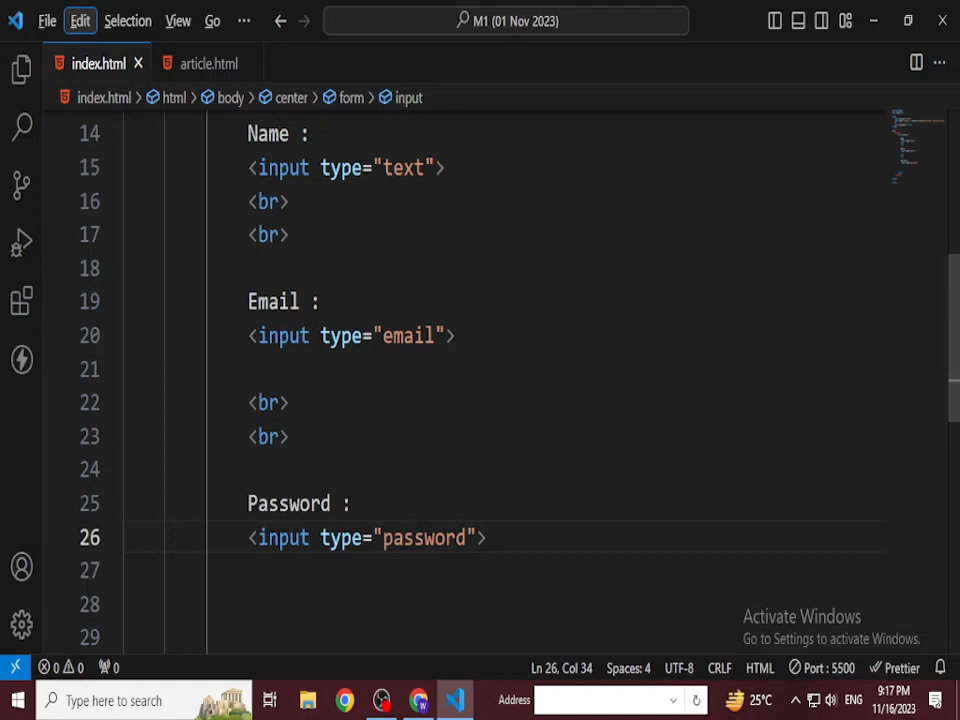 File Edit Selection View Go ··· M1 (01 Nov 2023)
index.html article.html
index.html > html > body > center > form > input
14 Name :
15 <input type="text">
16 <br>
17 <br>
18
19 Email :
20 <input type="email">
21
22 <br>
23 <br>
24
25 Password :
26 <input type="password">
27
28
29
Activate Windows
Go to Settings to activate Windows.
0 0 0 Ln 26, Col 34 Spaces: 4 UTF-8 CRLF HTML Port : 5500 Prettier
Type here to search Address 25°C ENG 9:17 PM
11/16/2023